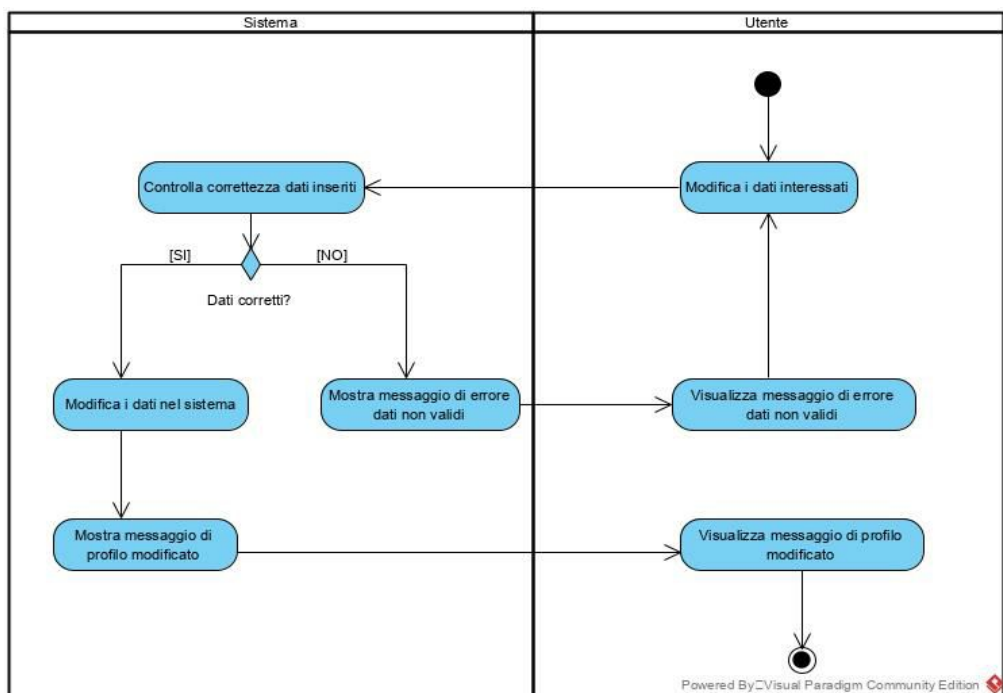 Sistema
Utente
Controlla correttezza dati inseriti
Modifica i dati interessati
[SI]
[NO]
Dati corretti?
Modifica i dati nel sistema
Mostra messaggio di errore
dati non validi
Visualizza messaggio di errore
dati non validi
Mostra messaggio di
profilo modificato
Visualizza messaggio di profilo
modificato
Powered By Visual Paradigm Community Edition